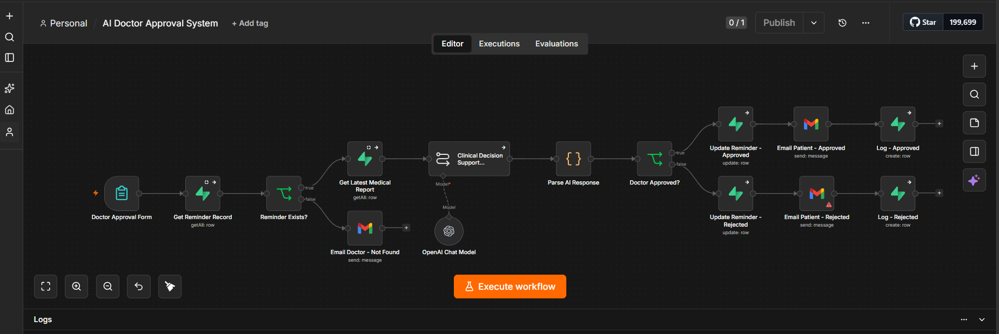 Personal / AI Doctor Approval System + Add tag
0 / 1
Publish
Star 199,699
Editor Executions Evaluations
Doctor Approval Form
Get Reminder Record
getAll: row
Reminder Exists?
true
false
Get Latest Medical
Report
getAll: row
Email Doctor - Not Found
send: message
Clinical Decision
Support...
Model*
Model
OpenAI Chat Model
Parse AI Response
Doctor Approved?
true
false
Update Reminder -
Approved
update: row
Email Patient - Approved
send: message
Log - Approved
create: row
Update Reminder -
Rejected
update: row
Email Patient - Rejected
send: message
Log - Rejected
create: row
Execute workflow
Logs